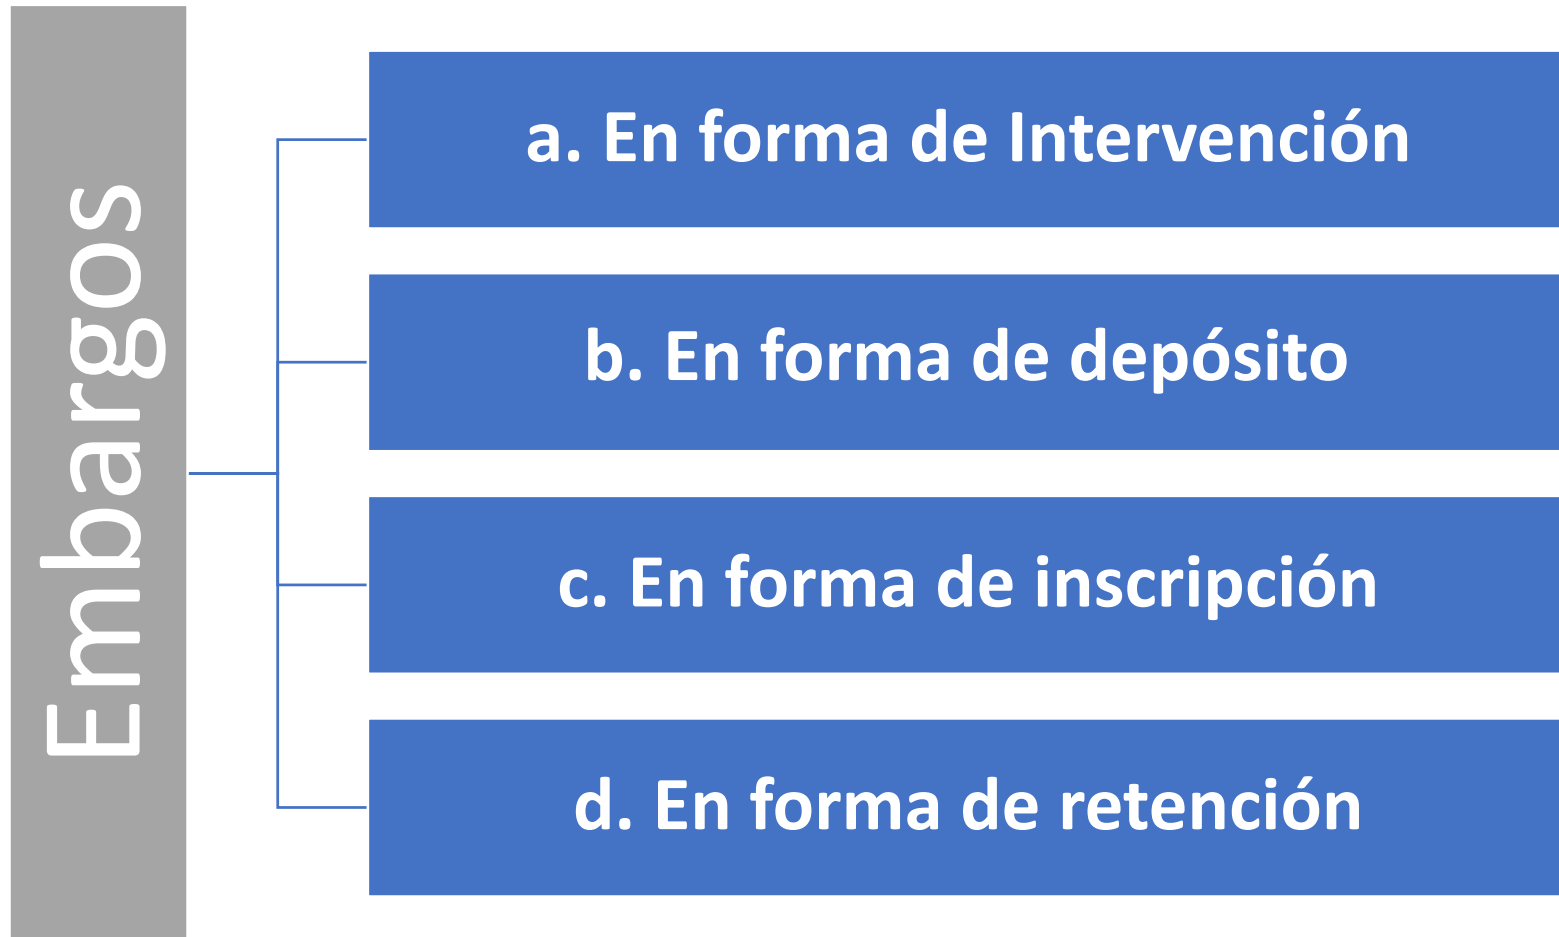 Embargos
a. En forma de Intervención
b. En forma de depósito
c. En forma de inscripción
d. En forma de retención